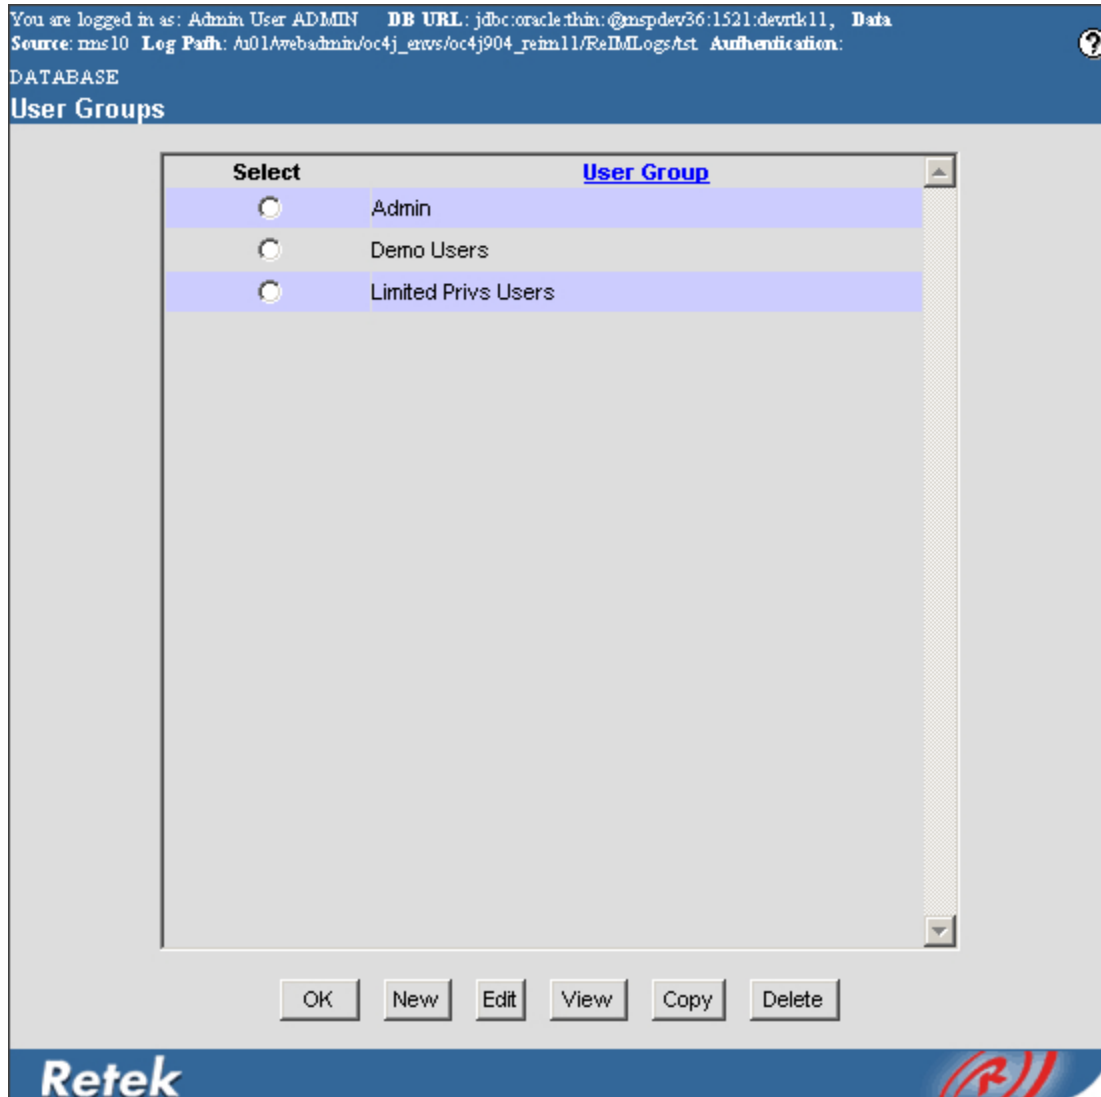 You are logged in as: Admin User ADMIN DB URL: jdbc:oracle:thin:@mspdev36:1521:devrtk11, Data
Source: rms10 Log Path: /u01/webadmin/oc4j_envs/oc4j904_reim11/ReIMLogs/tst Authentication:
DATABASE
User Groups
Select User Group
Admin
Demo Users
Limited Privs Users
OK New Edit View Copy Delete
Retek